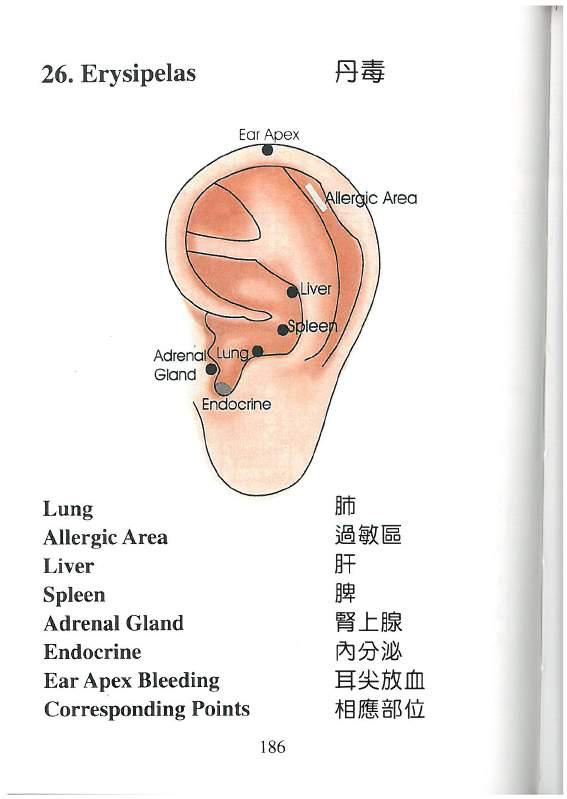 26. Erysipelas 丹毒
Ear Apex
Allergic Area
Liver
Spleen
Adrenal Lung
Gland
Endocrine
Lung 肺
Allergic Area 過敏區
Liver 肝
Spleen 脾
Adrenal Gland 腎上腺
Endocrine 內分泌
Ear Apex Bleeding 耳尖放血
Corresponding Points 相應部位
186